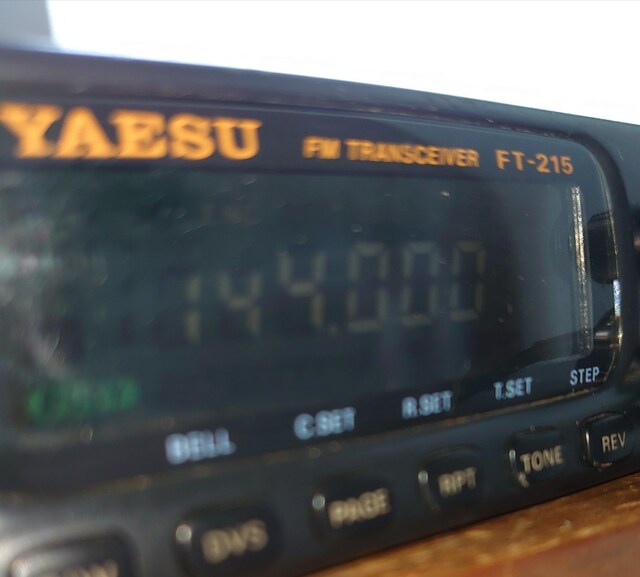 YAESU FM TRANSCEIVER FT-215
144.000
BELL C.SET R.SET T.SET STEP
DVS PAGE RPT TONE REV